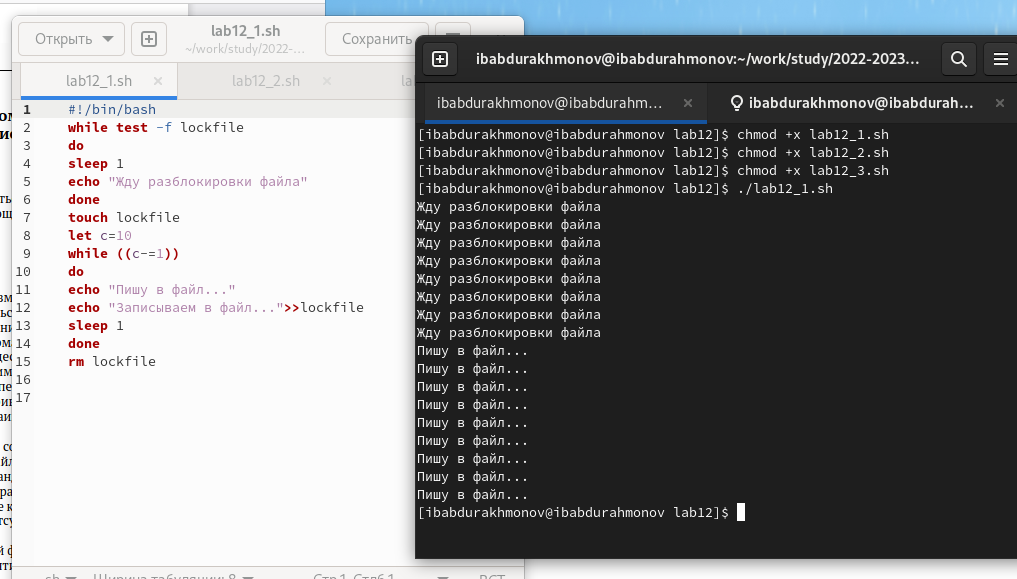 Открыть
lab12_1.sh
~/work/study/2022-...
Сохранить
lab12_1.sh ×
lab12_2.sh ×
1 #!/bin/bash
2 while test -f lockfile
3 do
4 sleep 1
5 echo "Жду разблокировки файла"
6 done
7 touch lockfile
8 let c=10
9 while ((c-=1))
10 do
11 echo "Пишу в файл..."
12 echo "Записываем в файл...">>lockfile
13 sleep 1
14 done
15 rm lockfile
16
17
sh
Ширина табуляции: 8
Стр 1, Стлб 1
ВСТ
ibabdurakhmonov@ibabdurahmonov:~/work/study/2022-2023...
ibabdurakhmonov@ibabdurahm... ×
ibabdurakhmonov@ibabdurah... ×
[ibabdurakhmonov@ibabdurahmonov lab12]$ chmod +x lab12_1.sh
[ibabdurakhmonov@ibabdurahmonov lab12]$ chmod +x lab12_2.sh
[ibabdurakhmonov@ibabdurahmonov lab12]$ chmod +x lab12_3.sh
[ibabdurakhmonov@ibabdurahmonov lab12]$ ./lab12_1.sh
Жду разблокировки файла
Жду разблокировки файла
Жду разблокировки файла
Жду разблокировки файла
Жду разблокировки файла
Жду разблокировки файла
Жду разблокировки файла
Жду разблокировки файла
Пишу в файл...
Пишу в файл...
Пишу в файл...
Пишу в файл...
Пишу в файл...
Пишу в файл...
Пишу в файл...
Пишу в файл...
Пишу в файл...
[ibabdurakhmonov@ibabdurahmonov lab12]$